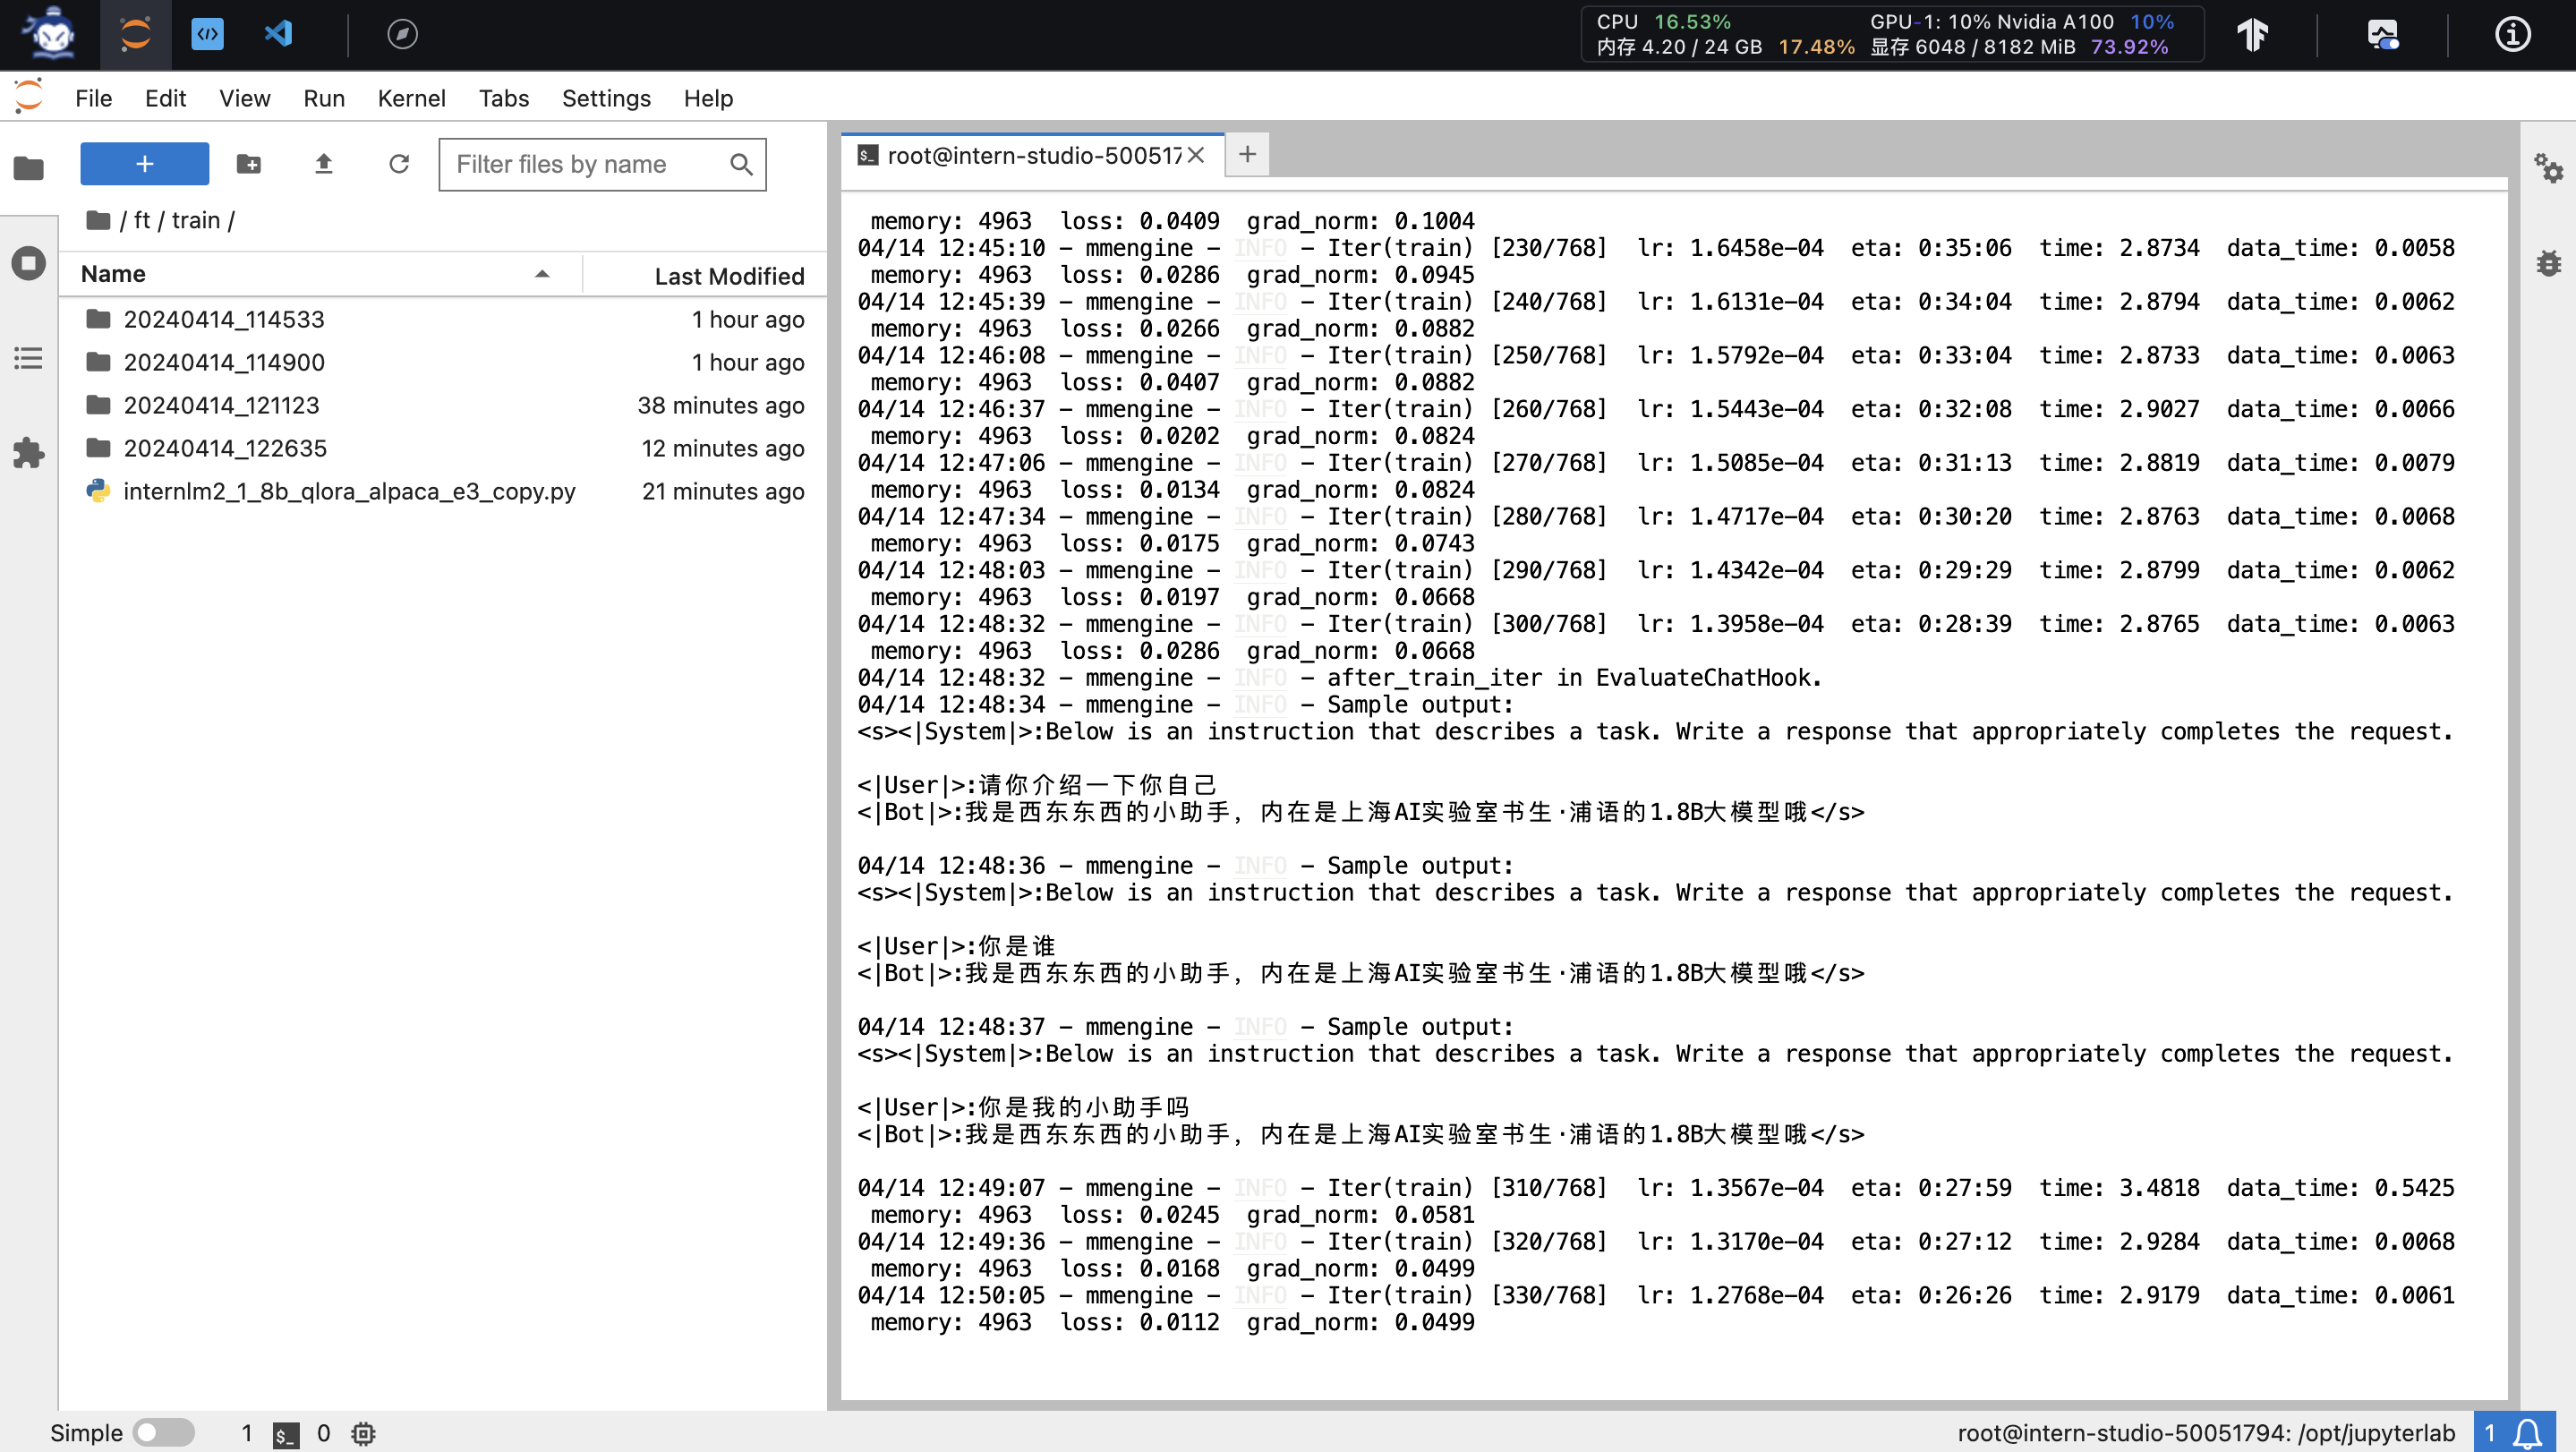 CPU 16.53% GPU-1: 10% Nvidia A100 10%
内存 4.20 / 24 GB 17.48% 显存 6048 / 8182 MiB 73.92%
File Edit View Run Kernel Tabs Settings Help
+
Filter files by name
/ ft / train /
Name Last Modified
20240414_114533 1 hour ago
20240414_114900 1 hour ago
20240414_121123 38 minutes ago
20240414_122635 12 minutes ago
internlm2_1_8b_qlora_alpaca_e3_copy.py 21 minutes ago
root@intern-studio-500517
memory: 4963 loss: 0.0409 grad_norm: 0.1004
04/14 12:45:10 - mmengine - INFO - Iter(train) [230/768] lr: 1.6458e-04 eta: 0:35:06 time: 2.8734 data_time: 0.0058
memory: 4963 loss: 0.0286 grad_norm: 0.0945
04/14 12:45:39 - mmengine - INFO - Iter(train) [240/768] lr: 1.6131e-04 eta: 0:34:04 time: 2.8794 data_time: 0.0062
memory: 4963 loss: 0.0266 grad_norm: 0.0882
04/14 12:46:08 - mmengine - INFO - Iter(train) [250/768] lr: 1.5792e-04 eta: 0:33:04 time: 2.8733 data_time: 0.0063
memory: 4963 loss: 0.0407 grad_norm: 0.0882
04/14 12:46:37 - mmengine - INFO - Iter(train) [260/768] lr: 1.5443e-04 eta: 0:32:08 time: 2.9027 data_time: 0.0066
memory: 4963 loss: 0.0202 grad_norm: 0.0824
04/14 12:47:06 - mmengine - INFO - Iter(train) [270/768] lr: 1.5085e-04 eta: 0:31:13 time: 2.8819 data_time: 0.0079
memory: 4963 loss: 0.0134 grad_norm: 0.0824
04/14 12:47:34 - mmengine - INFO - Iter(train) [280/768] lr: 1.4717e-04 eta: 0:30:20 time: 2.8763 data_time: 0.0068
memory: 4963 loss: 0.0175 grad_norm: 0.0743
04/14 12:48:03 - mmengine - INFO - Iter(train) [290/768] lr: 1.4342e-04 eta: 0:29:29 time: 2.8799 data_time: 0.0062
memory: 4963 loss: 0.0197 grad_norm: 0.0668
04/14 12:48:32 - mmengine - INFO - Iter(train) [300/768] lr: 1.3958e-04 eta: 0:28:39 time: 2.8765 data_time: 0.0063
memory: 4963 loss: 0.0286 grad_norm: 0.0668
04/14 12:48:32 - mmengine - INFO - after_train_iter in EvaluateChatHook.
04/14 12:48:34 - mmengine - INFO - Sample output:
<s><|System|>:Below is an instruction that describes a task. Write a response that appropriately completes the request.
<|User|>:请你介绍一下你自己
<|Bot|>:我是西东东西的小助手，内在是上海AI实验室书生·浦语的1.8B大模型哦</s>
04/14 12:48:36 - mmengine - INFO - Sample output:
<s><|System|>:Below is an instruction that describes a task. Write a response that appropriately completes the request.
<|User|>:你是谁
<|Bot|>:我是西东东西的小助手，内在是上海AI实验室书生·浦语的1.8B大模型哦</s>
04/14 12:48:37 - mmengine - INFO - Sample output:
<s><|System|>:Below is an instruction that describes a task. Write a response that appropriately completes the request.
<|User|>:你是我的小助手吗
<|Bot|>:我是西东东西的小助手，内在是上海AI实验室书生·浦语的1.8B大模型哦</s>
04/14 12:49:07 - mmengine - INFO - Iter(train) [310/768] lr: 1.3567e-04 eta: 0:27:59 time: 3.4818 data_time: 0.5425
memory: 4963 loss: 0.0245 grad_norm: 0.0581
04/14 12:49:36 - mmengine - INFO - Iter(train) [320/768] lr: 1.3170e-04 eta: 0:27:12 time: 2.9284 data_time: 0.0068
memory: 4963 loss: 0.0168 grad_norm: 0.0499
04/14 12:50:05 - mmengine - INFO - Iter(train) [330/768] lr: 1.2768e-04 eta: 0:26:26 time: 2.9179 data_time: 0.0061
memory: 4963 loss: 0.0112 grad_norm: 0.0499
Simple 1 $_ 0 root@intern-studio-50051794: /opt/jupyterlab 1